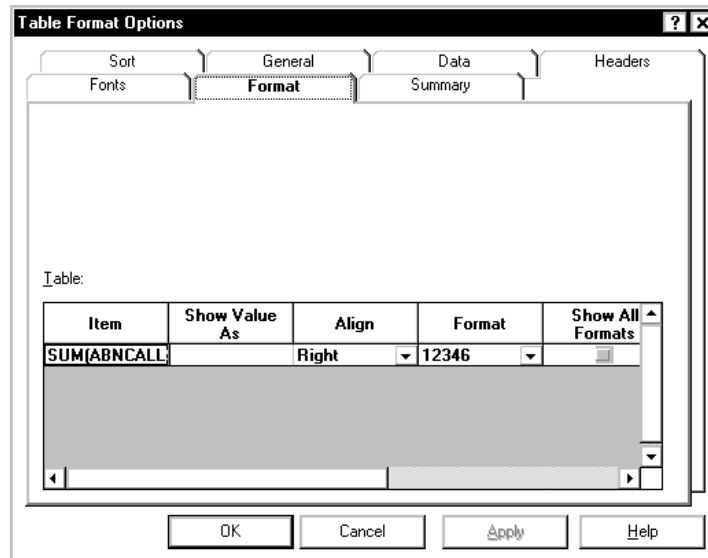 Table Format Options
Sort General Data Headers
Fonts Format Summary
Table:
Item Show Value As Align Format Show All Formats
SUM(ABNCALL Right 12346
OK Cancel Apply Help